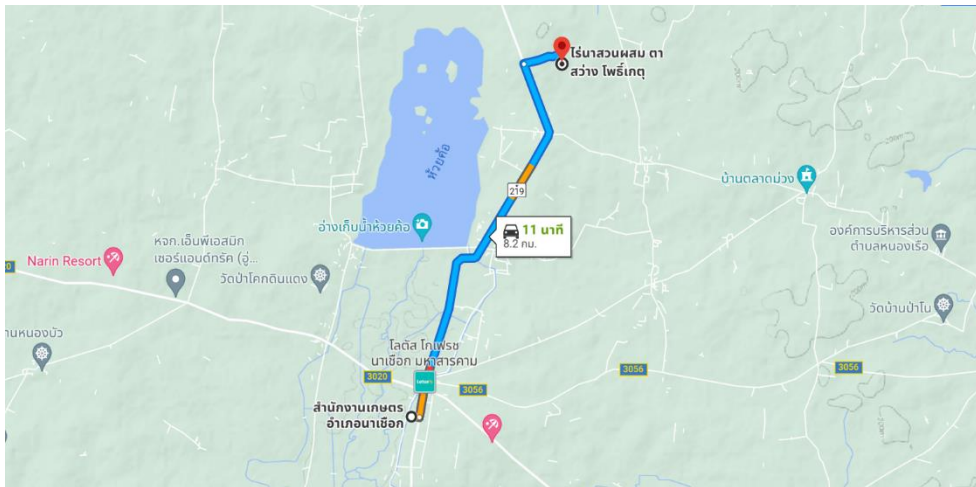 ไร่นาสวนผสม ตา
สว่าง โพธิ์เกตุ
ห้วยค้อ
219
บ้านตลาดม่วง
11 นาที
8.2 กม.
อ่างเก็บน้ำห้วยค้อ
องค์การบริหารส่วน
ตำบลหนองเรือ
หจก.เอ็นพีเอสมิก
เซอร์แอนด์ทรัค (อู่...
Narin Resort
วัดป่าโคกดินแดง
วัดบ้านป่าโน
านหนองบัว
โลตัส โกเฟรช
นาเชือก มหาสารคาม
3020
3056
3056
3056
สำนักงานเกษตร
อำเภอนาเชือก